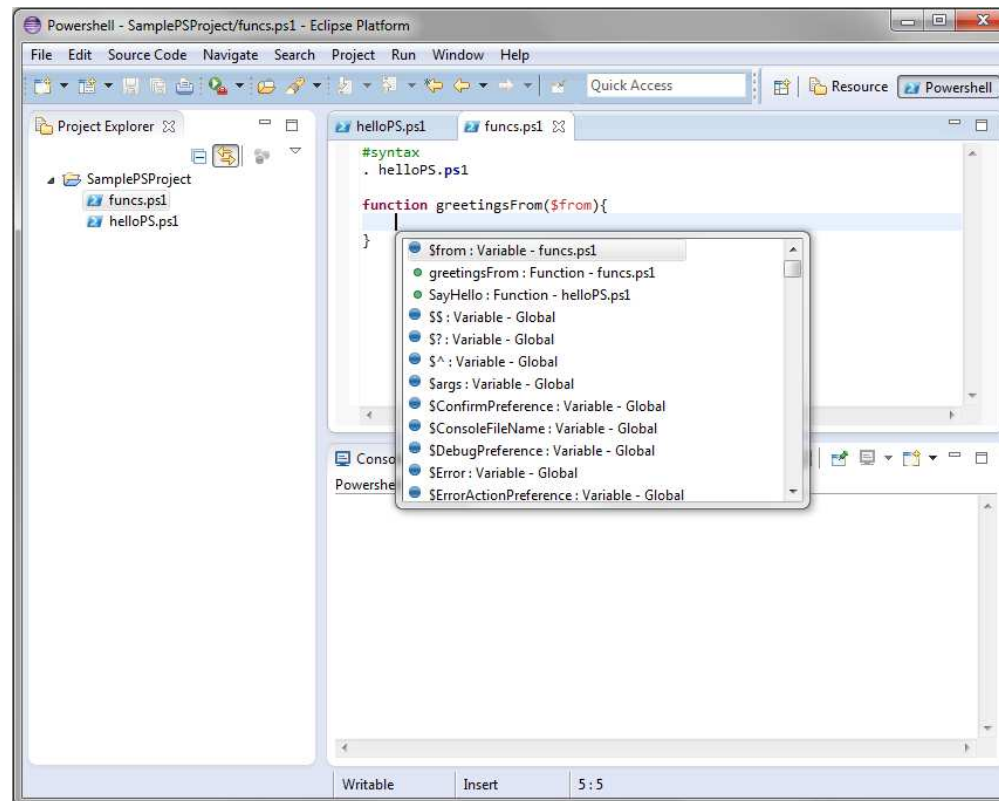 Powershell - SamplePSProject/funcs.ps1 - Eclipse Platform
File Edit Source Code Navigate Search Project Run Window Help
Quick Access
Resource
Powershell
Project Explorer
SamplePSProject
funcs.ps1
helloPS.ps1
helloPS.ps1
funcs.ps1
#syntax
. helloPS.ps1
function greetingsFrom($from){
}
$from : Variable - funcs.ps1
greetingsFrom : Function - funcs.ps1
SayHello : Function - helloPS.ps1
$$ : Variable - Global
$? : Variable - Global
$^ : Variable - Global
$args : Variable - Global
$ConfirmPreference : Variable - Global
$ConsoleFileName : Variable - Global
$DebugPreference : Variable - Global
$Error : Variable - Global
$ErrorActionPreference : Variable - Global
Conso
Powershe
Writable
Insert
5 : 5